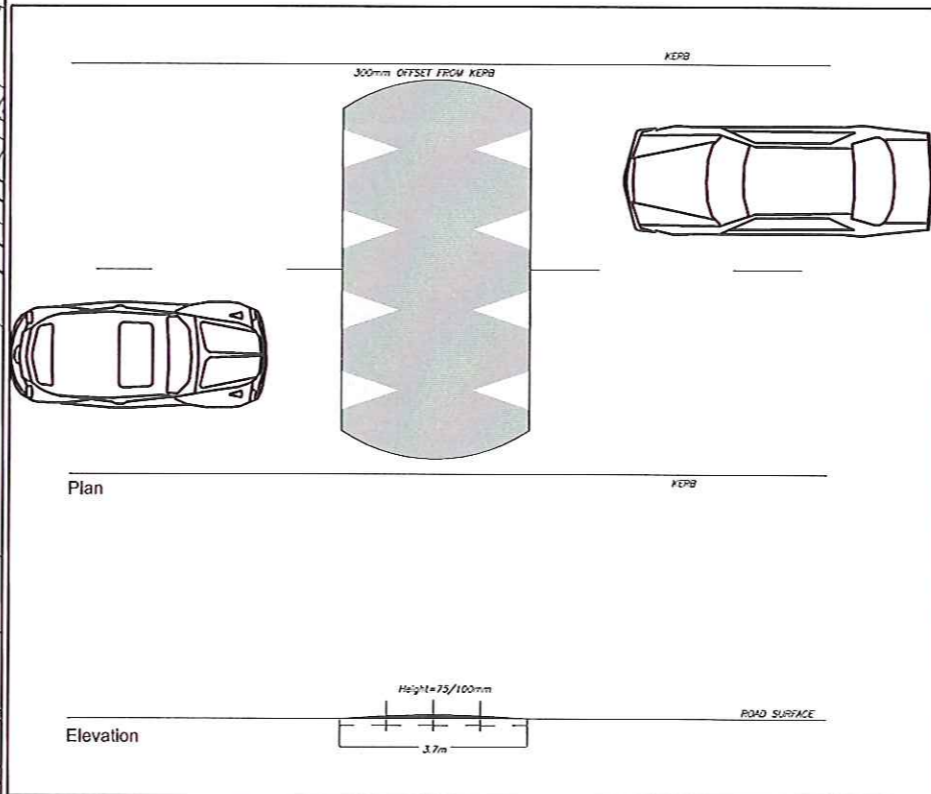 KERB
300mm OFFSET FROM KERB
Plan
KERB
Height=75/100mm
ROAD SURFACE
Elevation
3.7m